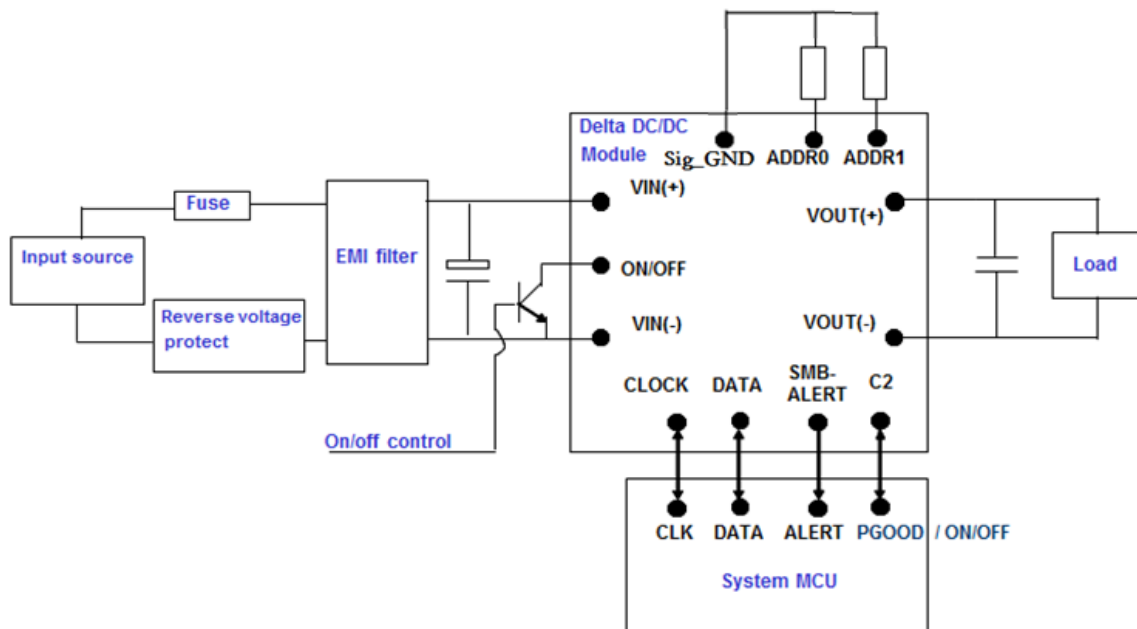 Delta DC/DC
Module
Sig_GND
ADDR0
ADDR1
Fuse
VIN(+)
VOUT(+)
Input source
EMI filter
ON/OFF
Load
Reverse voltage
protect
VIN(-)
VOUT(-)
CLOCK
DATA
SMB-
ALERT
C2
On/off control
CLK
DATA
ALERT
PGOOD / ON/OFF
System MCU